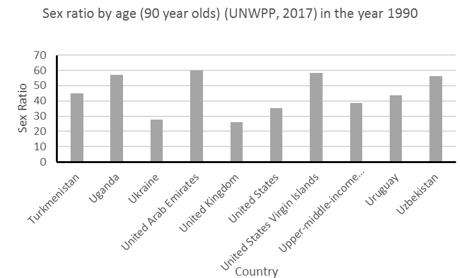 Sex ratio by age (90 year olds) (UNWPP, 2017) in the year 1990
70
60
50
40
30
20
10
0
Sex Ratio
Turkmenistan
Uganda
Ukraine
United Arab Emirates
United Kingdom
United States
United States Virgin Islands
Upper-middle-income…
Uruguay
Uzbekistan
Country